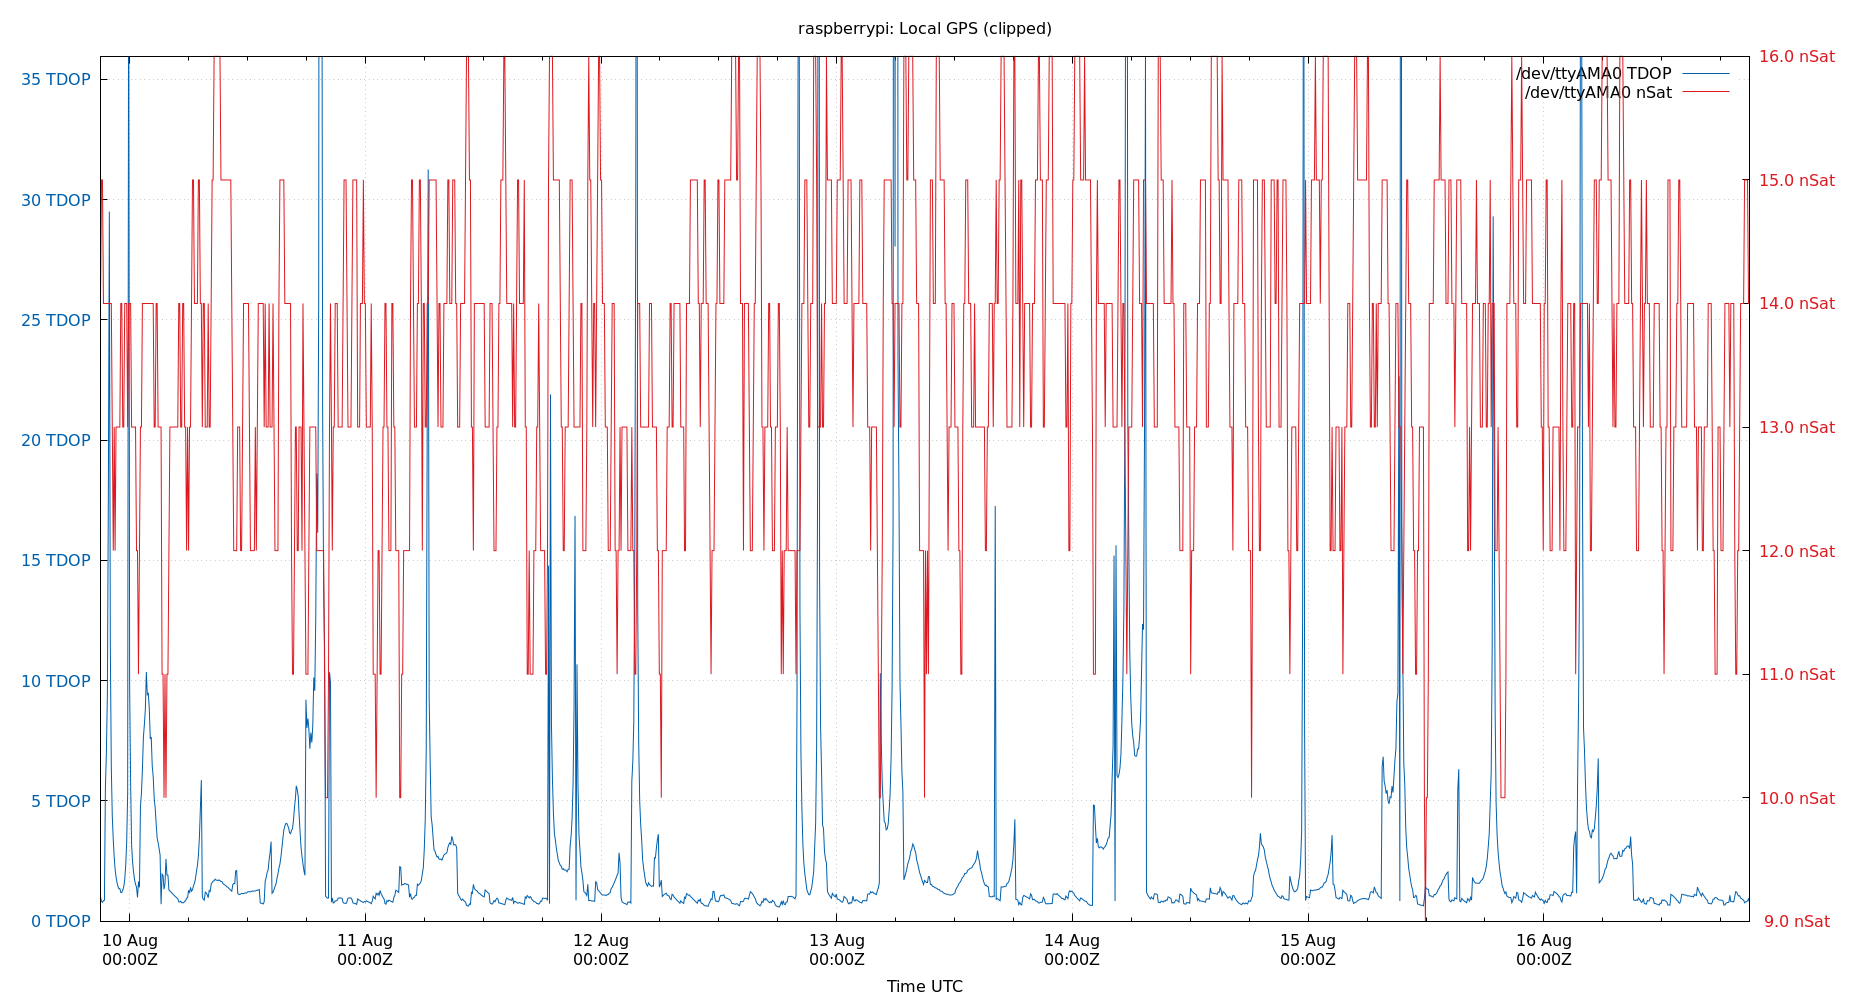 raspberrypi: Local GPS (clipped)
35 TDOP
30 TDOP
25 TDOP
20 TDOP
15 TDOP
10 TDOP
5 TDOP
0 TDOP
16.0 nSat
15.0 nSat
14.0 nSat
13.0 nSat
12.0 nSat
11.0 nSat
10.0 nSat
9.0 nSat
/dev/ttyAMA0 TDOP
/dev/ttyAMA0 nSat
10 Aug
00:00Z
11 Aug
00:00Z
12 Aug
00:00Z
13 Aug
00:00Z
14 Aug
00:00Z
15 Aug
00:00Z
16 Aug
00:00Z
Time UTC